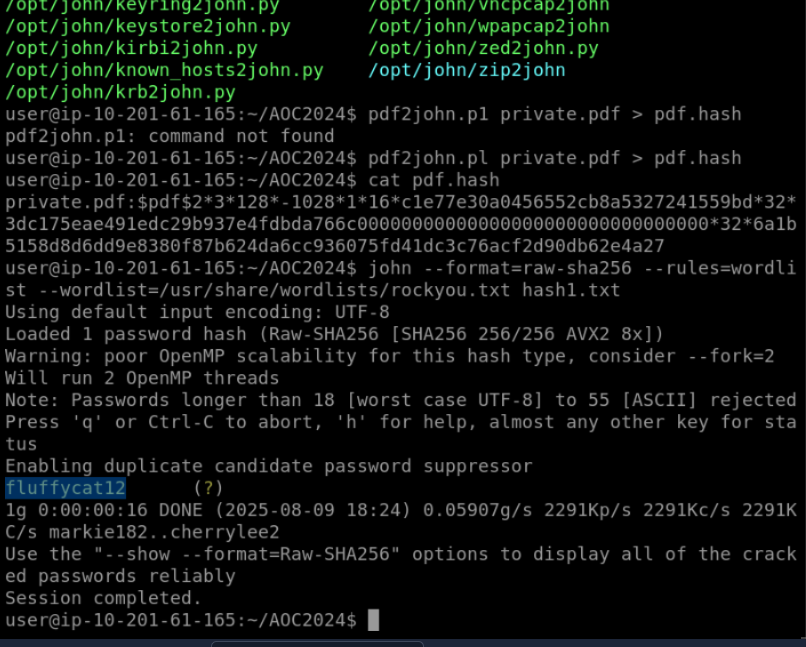 /opt/john/keyring2john.py    /opt/john/vncpcap2john
/opt/john/keystore2john.py    /opt/john/wpapcap2john
/opt/john/kirbi2john.py    /opt/john/zed2john.py
/opt/john/known_hosts2john.py    /opt/john/zip2john
/opt/john/krb2john.py
user@ip-10-201-61-165:~/AOC2024$ pdf2john.p1 private.pdf > pdf.hash
pdf2john.p1: command not found
user@ip-10-201-61-165:~/AOC2024$ pdf2john.pl private.pdf > pdf.hash
user@ip-10-201-61-165:~/AOC2024$ cat pdf.hash
private.pdf:$pdf$2*3*128*-1028*1*16*c1e77e30a0456552cb8a5327241559bd*32*
3dc175eae491edc29b937e4fdbda766c00000000000000000000000000000000*32*6a1b
5158d8d6dd9e8380f87b624da6cc936075fd41dc3c76acf2d90db62e4a27
user@ip-10-201-61-165:~/AOC2024$ john --format=raw-sha256 --rules=wordli
st --wordlist=/usr/share/wordlists/rockyou.txt hash1.txt
Using default input encoding: UTF-8
Loaded 1 password hash (Raw-SHA256 [SHA256 256/256 AVX2 8x])
Warning: poor OpenMP scalability for this hash type, consider --fork=2
Will run 2 OpenMP threads
Note: Passwords longer than 18 [worst case UTF-8] to 55 [ASCII] rejected
Press 'q' or Ctrl-C to abort, 'h' for help, almost any other key for sta
tus
Enabling duplicate candidate password suppressor
fluffycat12      (?)
1g 0:00:00:16 DONE (2025-08-09 18:24) 0.05907g/s 2291Kp/s 2291Kc/s 2291K
C/s markie182..cherrylee2
Use the "--show --format=Raw-SHA256" options to display all of the crack
ed passwords reliably
Session completed.
user@ip-10-201-61-165:~/AOC2024$